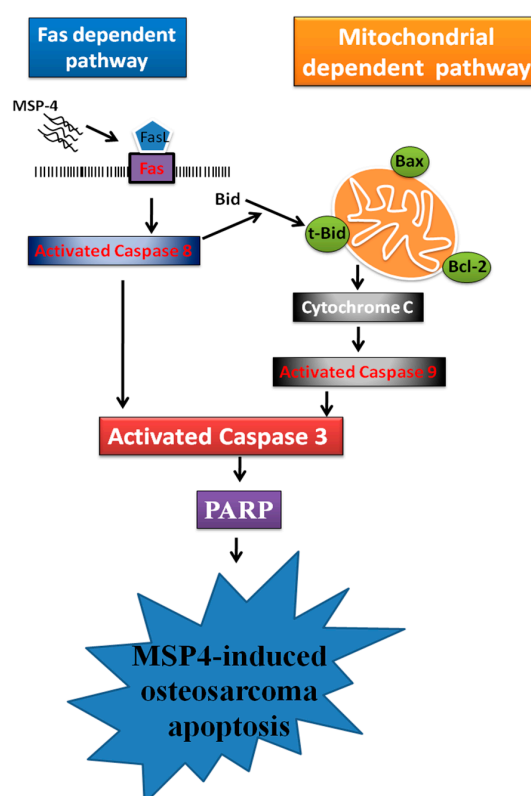 Fas dependent
pathway
Mitochondrial
dependent pathway
MSP-4
FasL
Fas
Bax
Bid
t-Bid
Activated Caspase 8
Bcl-2
Cytochrome C
Activated Caspase 9
Activated Caspase 3
PARP
MSP4-induced
osteosarcoma
apoptosis